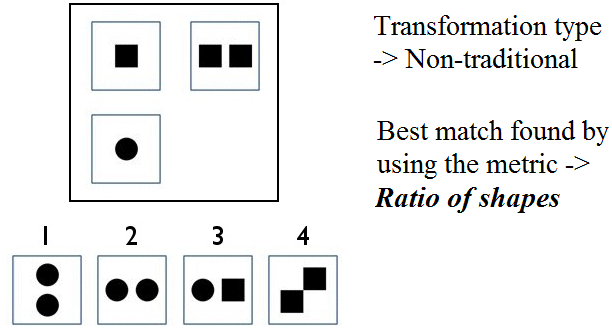 Transformation type
-> Non-traditional
Best match found by
using the metric ->
Ratio of shapes
1 2 3 4